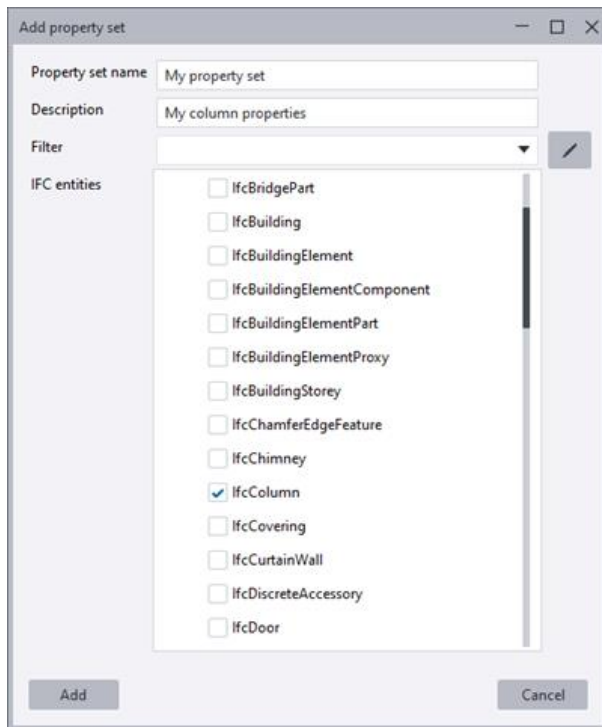 Add property set
Property set name My property set
Description My column properties
Filter
IFC entities
IfcBridgePart
IfcBuilding
IfcBuildingElement
IfcBuildingElementComponent
IfcBuildingElementPart
IfcBuildingElementProxy
IfcBuildingStorey
IfcChamferEdgeFeature
IfcChimney
IfcColumn
IfcCovering
IfcCurtainWall
IfcDiscreteAccessory
IfcDoor
Add Cancel